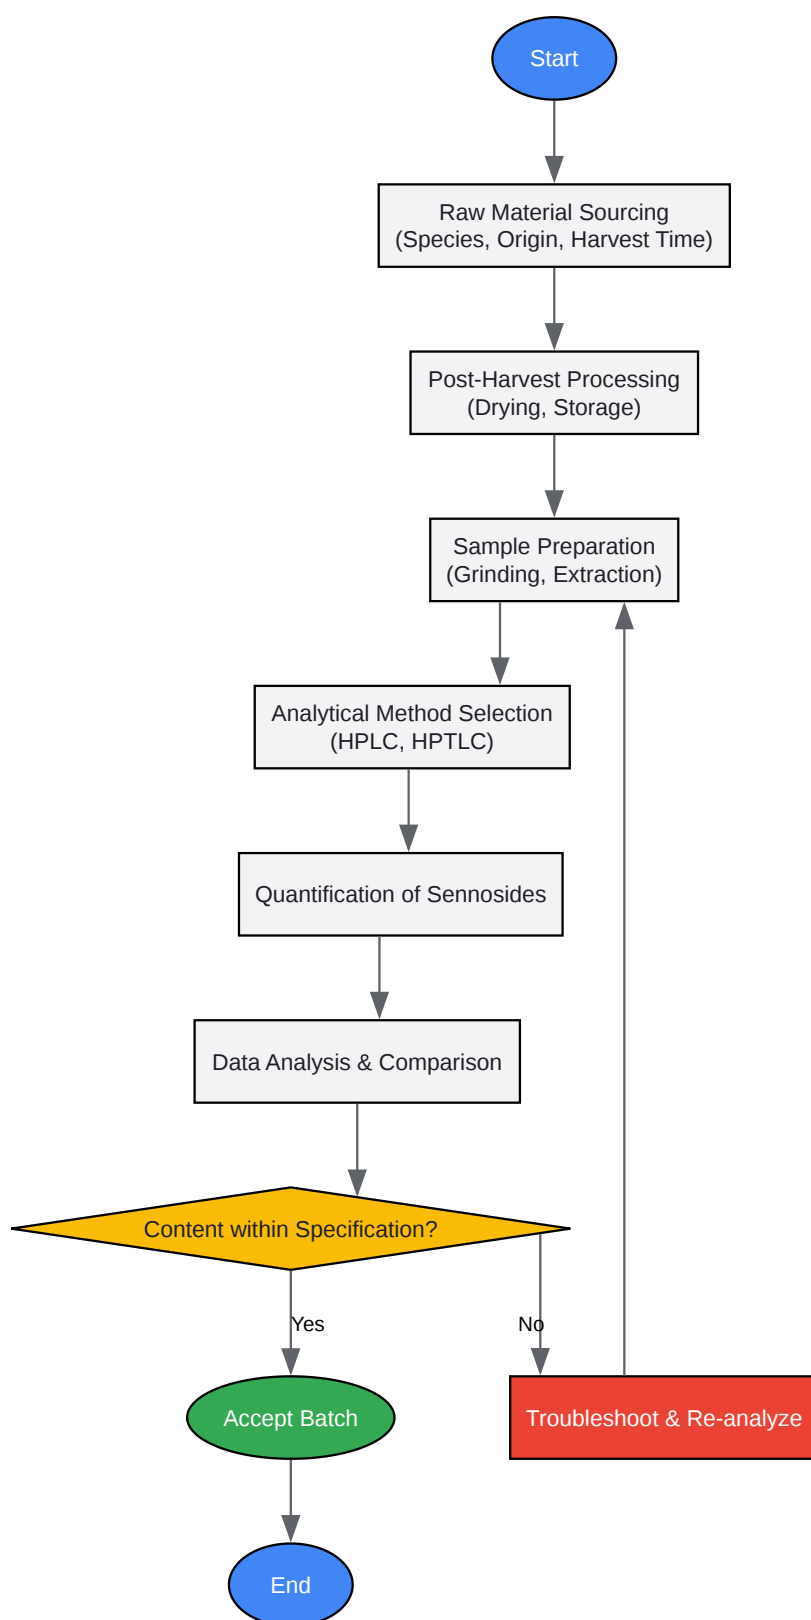 Start
Raw Material Sourcing
(Species, Origin, Harvest Time)
Post-Harvest Processing
(Drying, Storage)
Sample Preparation
(Grinding, Extraction)
Analytical Method Selection
(HPLC, HPTLC)
Quantification of Sennosides
Data Analysis & Comparison
Content within Specification?
Yes
No
Accept Batch
Troubleshoot & Re-analyze
End